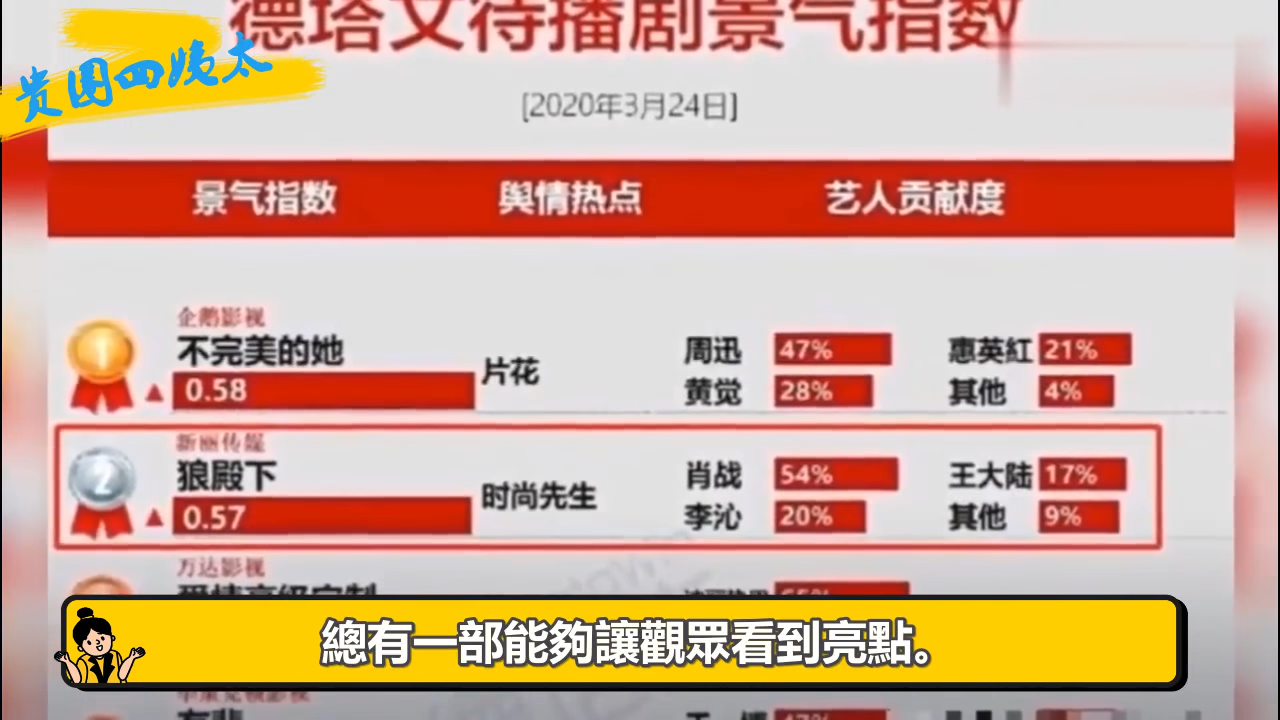 德塔文待播剧景气指数
贵圈四姨太
[2020年3月24日]
景气指数 舆情热点 艺人贡献度
企鹅影视
1 不完美的她 片花 周迅 47% 惠英紅 21%
0.58 黄觉 28% 其他 4%
新丽传媒
2 狼殿下 时尚先生 肖战 54% 王大陆 17%
0.57 李沁 20% 其他 9%
万达影视
總有一部能夠讓觀眾看到亮點。